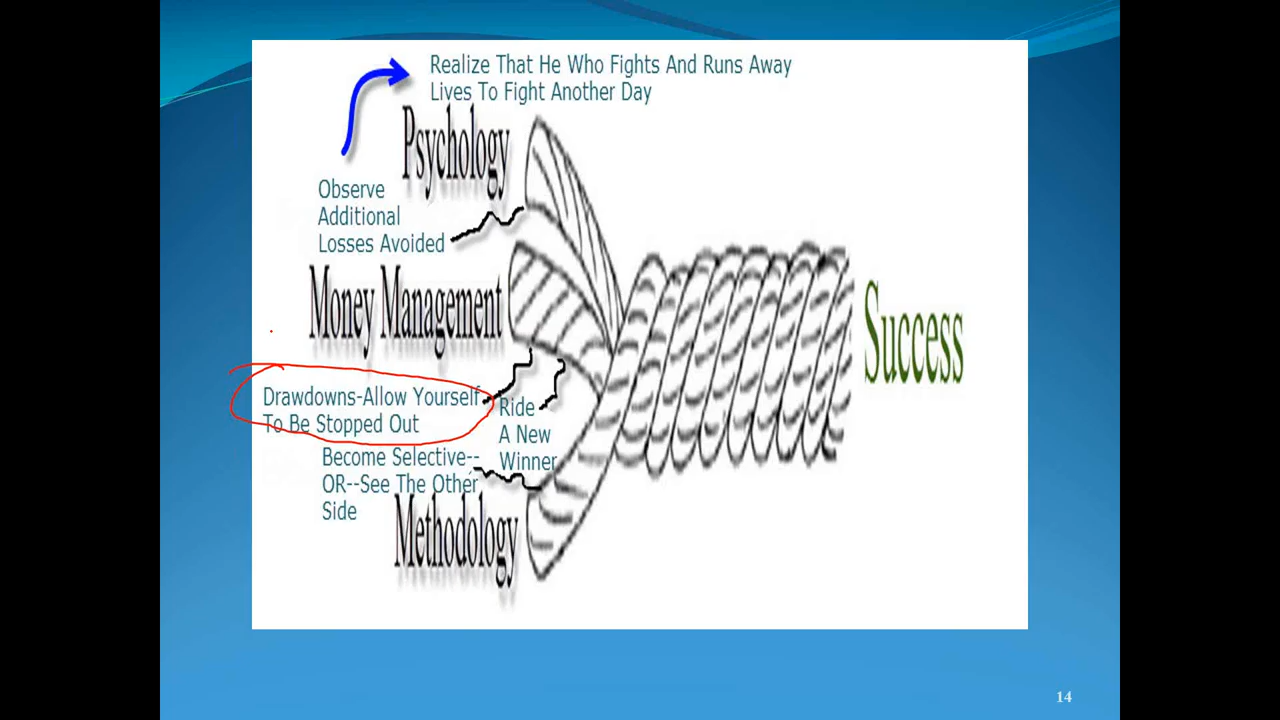 Realize That He Who Fights And Runs Away
Lives To Fight Another Day
Psychology
Observe
Additional
Losses Avoided
Money Management
Drawdowns-Allow Yourself
To Be Stopped Out
Ride
A New
Winner
Become Selective--
OR--See The Other
Side
Methodology
Success
14